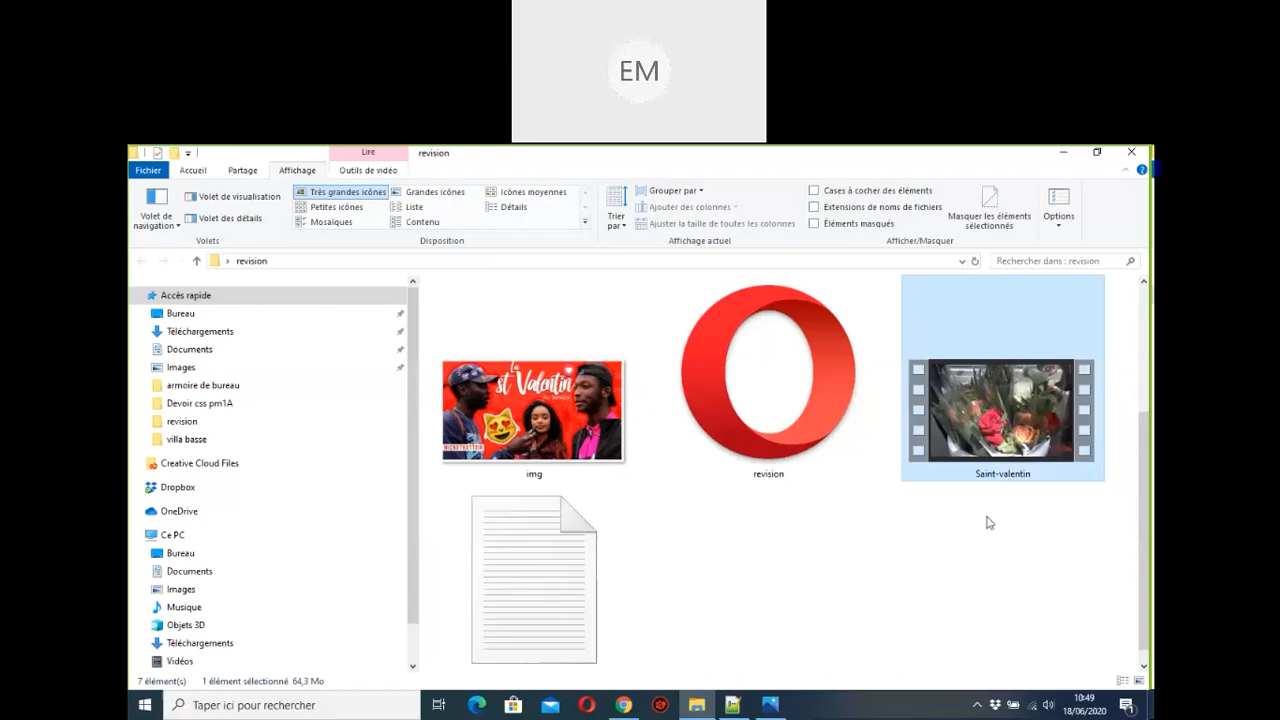 EM
Lire
revision
Fichier
Accueil
Partage
Affichage
Outils de vidéo
Volet de navigation
Volet de visualisation
Volet des détails
Volets
Très grandes icônes
Grandes icônes
Icônes moyennes
Petites icônes
Liste
Détails
Mosaïques
Contenu
Disposition
Trier par
Grouper par
Ajouter des colonnes
Ajuster la taille de toutes les colonnes
Affichage actuel
Cases à cocher des éléments
Extensions de noms de fichiers
Éléments masqués
Masquer les éléments sélectionnés
Afficher/Masquer
Options
revision
Rechercher dans : revision
Accès rapide
Bureau
Téléchargements
Documents
Images
armoire de bureau
Devoir css pm1A
revision
villa basse
Creative Cloud Files
Dropbox
OneDrive
Ce PC
Bureau
Documents
Images
Musique
Objets 3D
Téléchargements
Vidéos
la
st Valentin
Au Senegal
MICROTROTTOIR
img
revision
Saint-valentin
7 élément(s)
1 élément sélectionné 64,3 Mo
Taper ici pour rechercher
10:49
18/06/2020